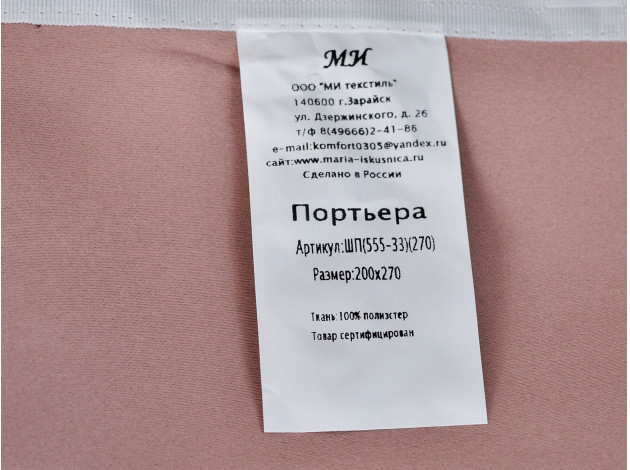 МИ
ООО "МИ текстиль"
140600 г.Зарайск
ул. Дзержинского, д. 26
т/ф 8(49666)2-41-86
e-mail:komfort0305@yandex.ru
сайт:www.maria-iskusnica.ru
Сделано в России
Портьера
Артикул:ШП(555-33)(270)
Размер:200х270
Ткань:100% полиэстер
Товар сертифицирован